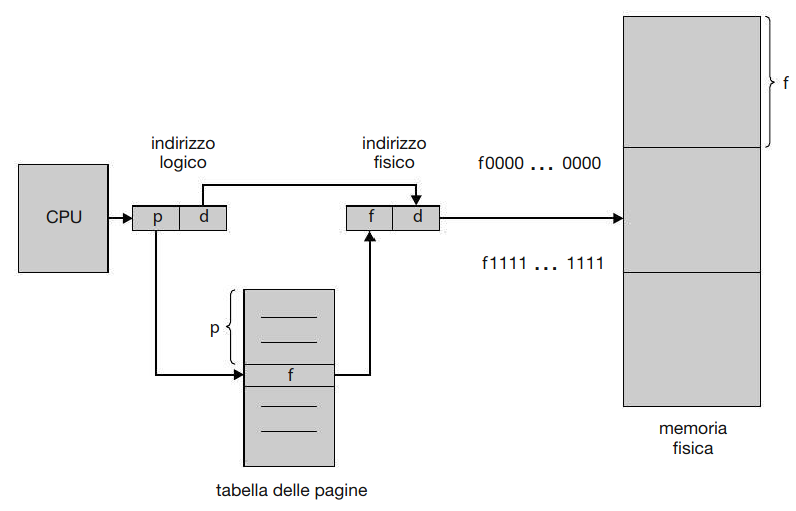 indirizzo
logico
indirizzo
fisico
f0000 ... 0000
f
CPU
p
d
f
d
f1111 ... 1111
p
f
memoria
fisica
tabella delle pagine